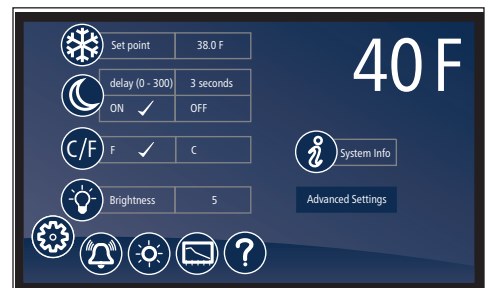 Set point 38.0 F
40 F
delay (0 - 300) 3 seconds
ON ✓ OFF
C/F F ✓ C
i System Info
Brightness 5
Advanced Settings
?